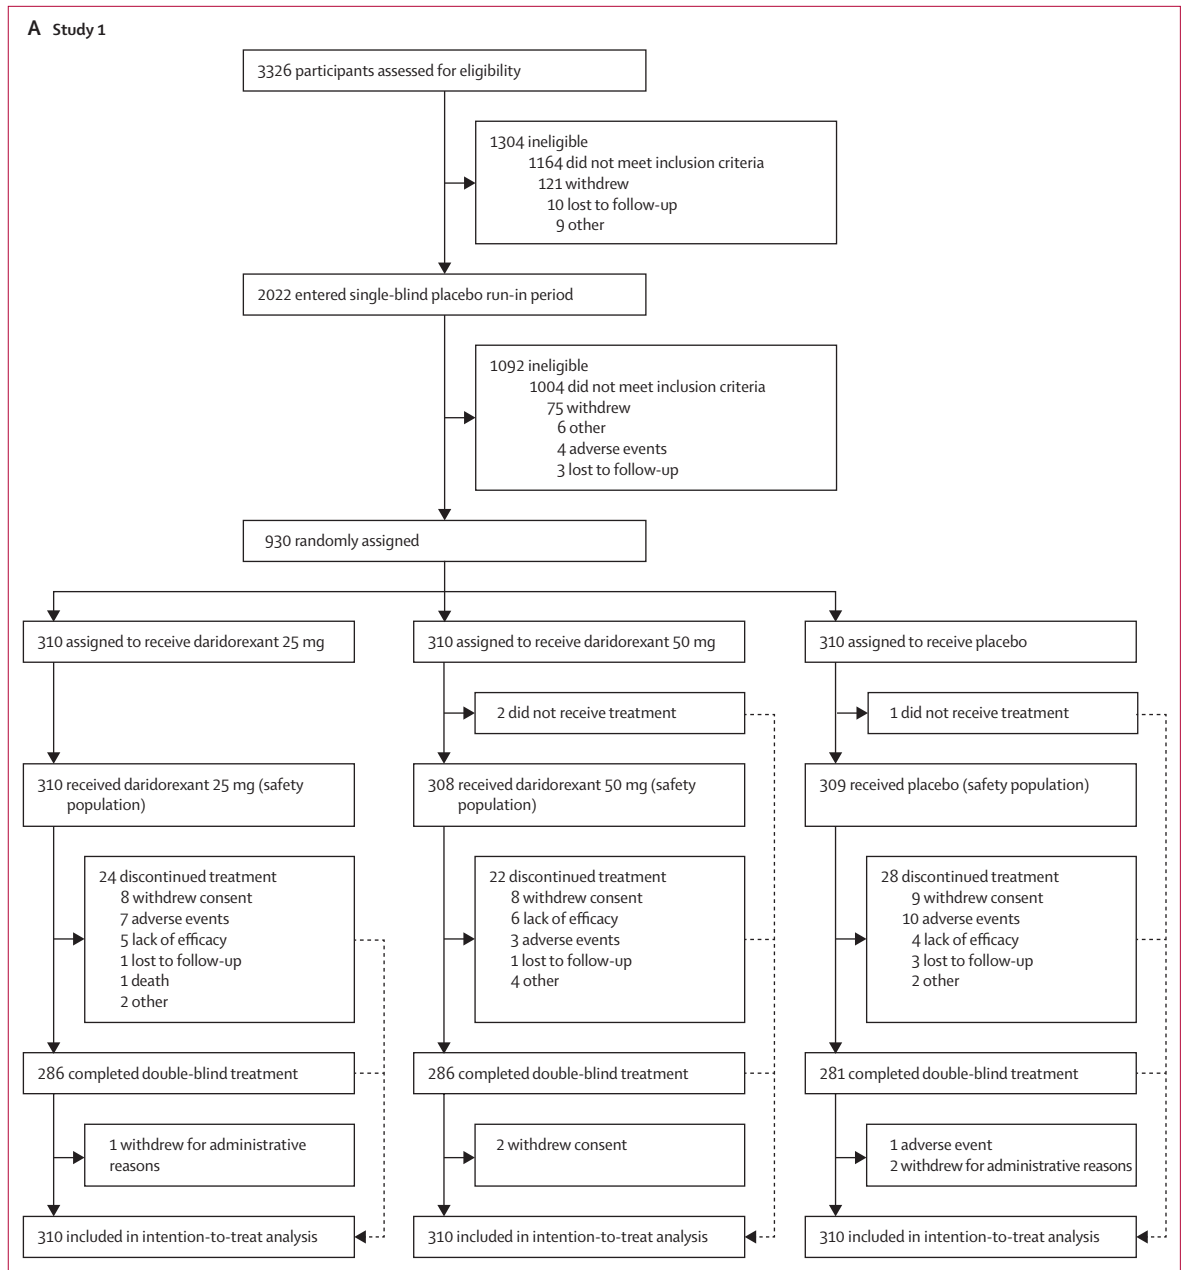 A Study 1
3326 participants assessed for eligibility
1304 ineligible
1164 did not meet inclusion criteria
121 withdrew
10 lost to follow-up
9 other
2022 entered single-blind placebo run-in period
1092 ineligible
1004 did not meet inclusion criteria
75 withdrew
6 other
4 adverse events
3 lost to follow-up
930 randomly assigned
310 assigned to receive daridorexant 25 mg
310 assigned to receive daridorexant 50 mg
310 assigned to receive placebo
2 did not receive treatment
1 did not receive treatment
310 received daridorexant 25 mg (safety
population)
308 received daridorexant 50 mg (safety
population)
309 received placebo (safety population)
24 discontinued treatment
8 withdrew consent
7 adverse events
5 lack of efficacy
1 lost to follow-up
1 death
2 other
22 discontinued treatment
8 withdrew consent
6 lack of efficacy
3 adverse events
1 lost to follow-up
4 other
28 discontinued treatment
9 withdrew consent
10 adverse events
4 lack of efficacy
3 lost to follow-up
2 other
286 completed double-blind treatment
286 completed double-blind treatment
281 completed double-blind treatment
1 withdrew for administrative
reasons
2 withdrew consent
1 adverse event
2 withdrew for administrative reasons
310 included in intention-to-treat analysis
310 included in intention-to-treat analysis
310 included in intention-to-treat analysis